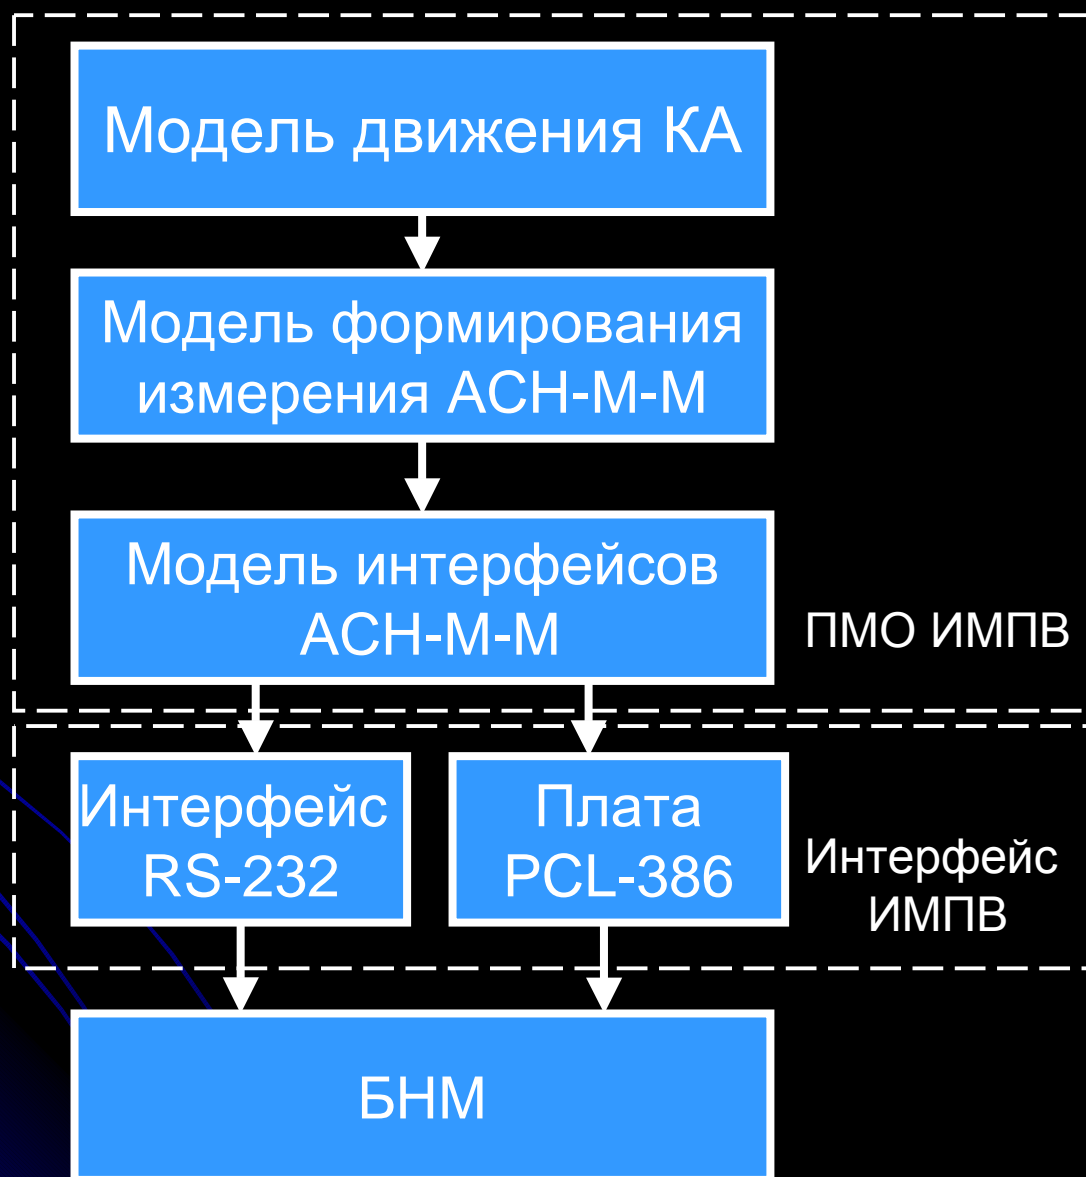 Модель движения КА
Модель формирования
измерения АСН-М-М
Модель интерфейсов
АСН-М-М
ПМО ИМПВ
Интерфейс
RS-232
Плата
PCL-386
Интерфейс
ИМПВ
БНМ